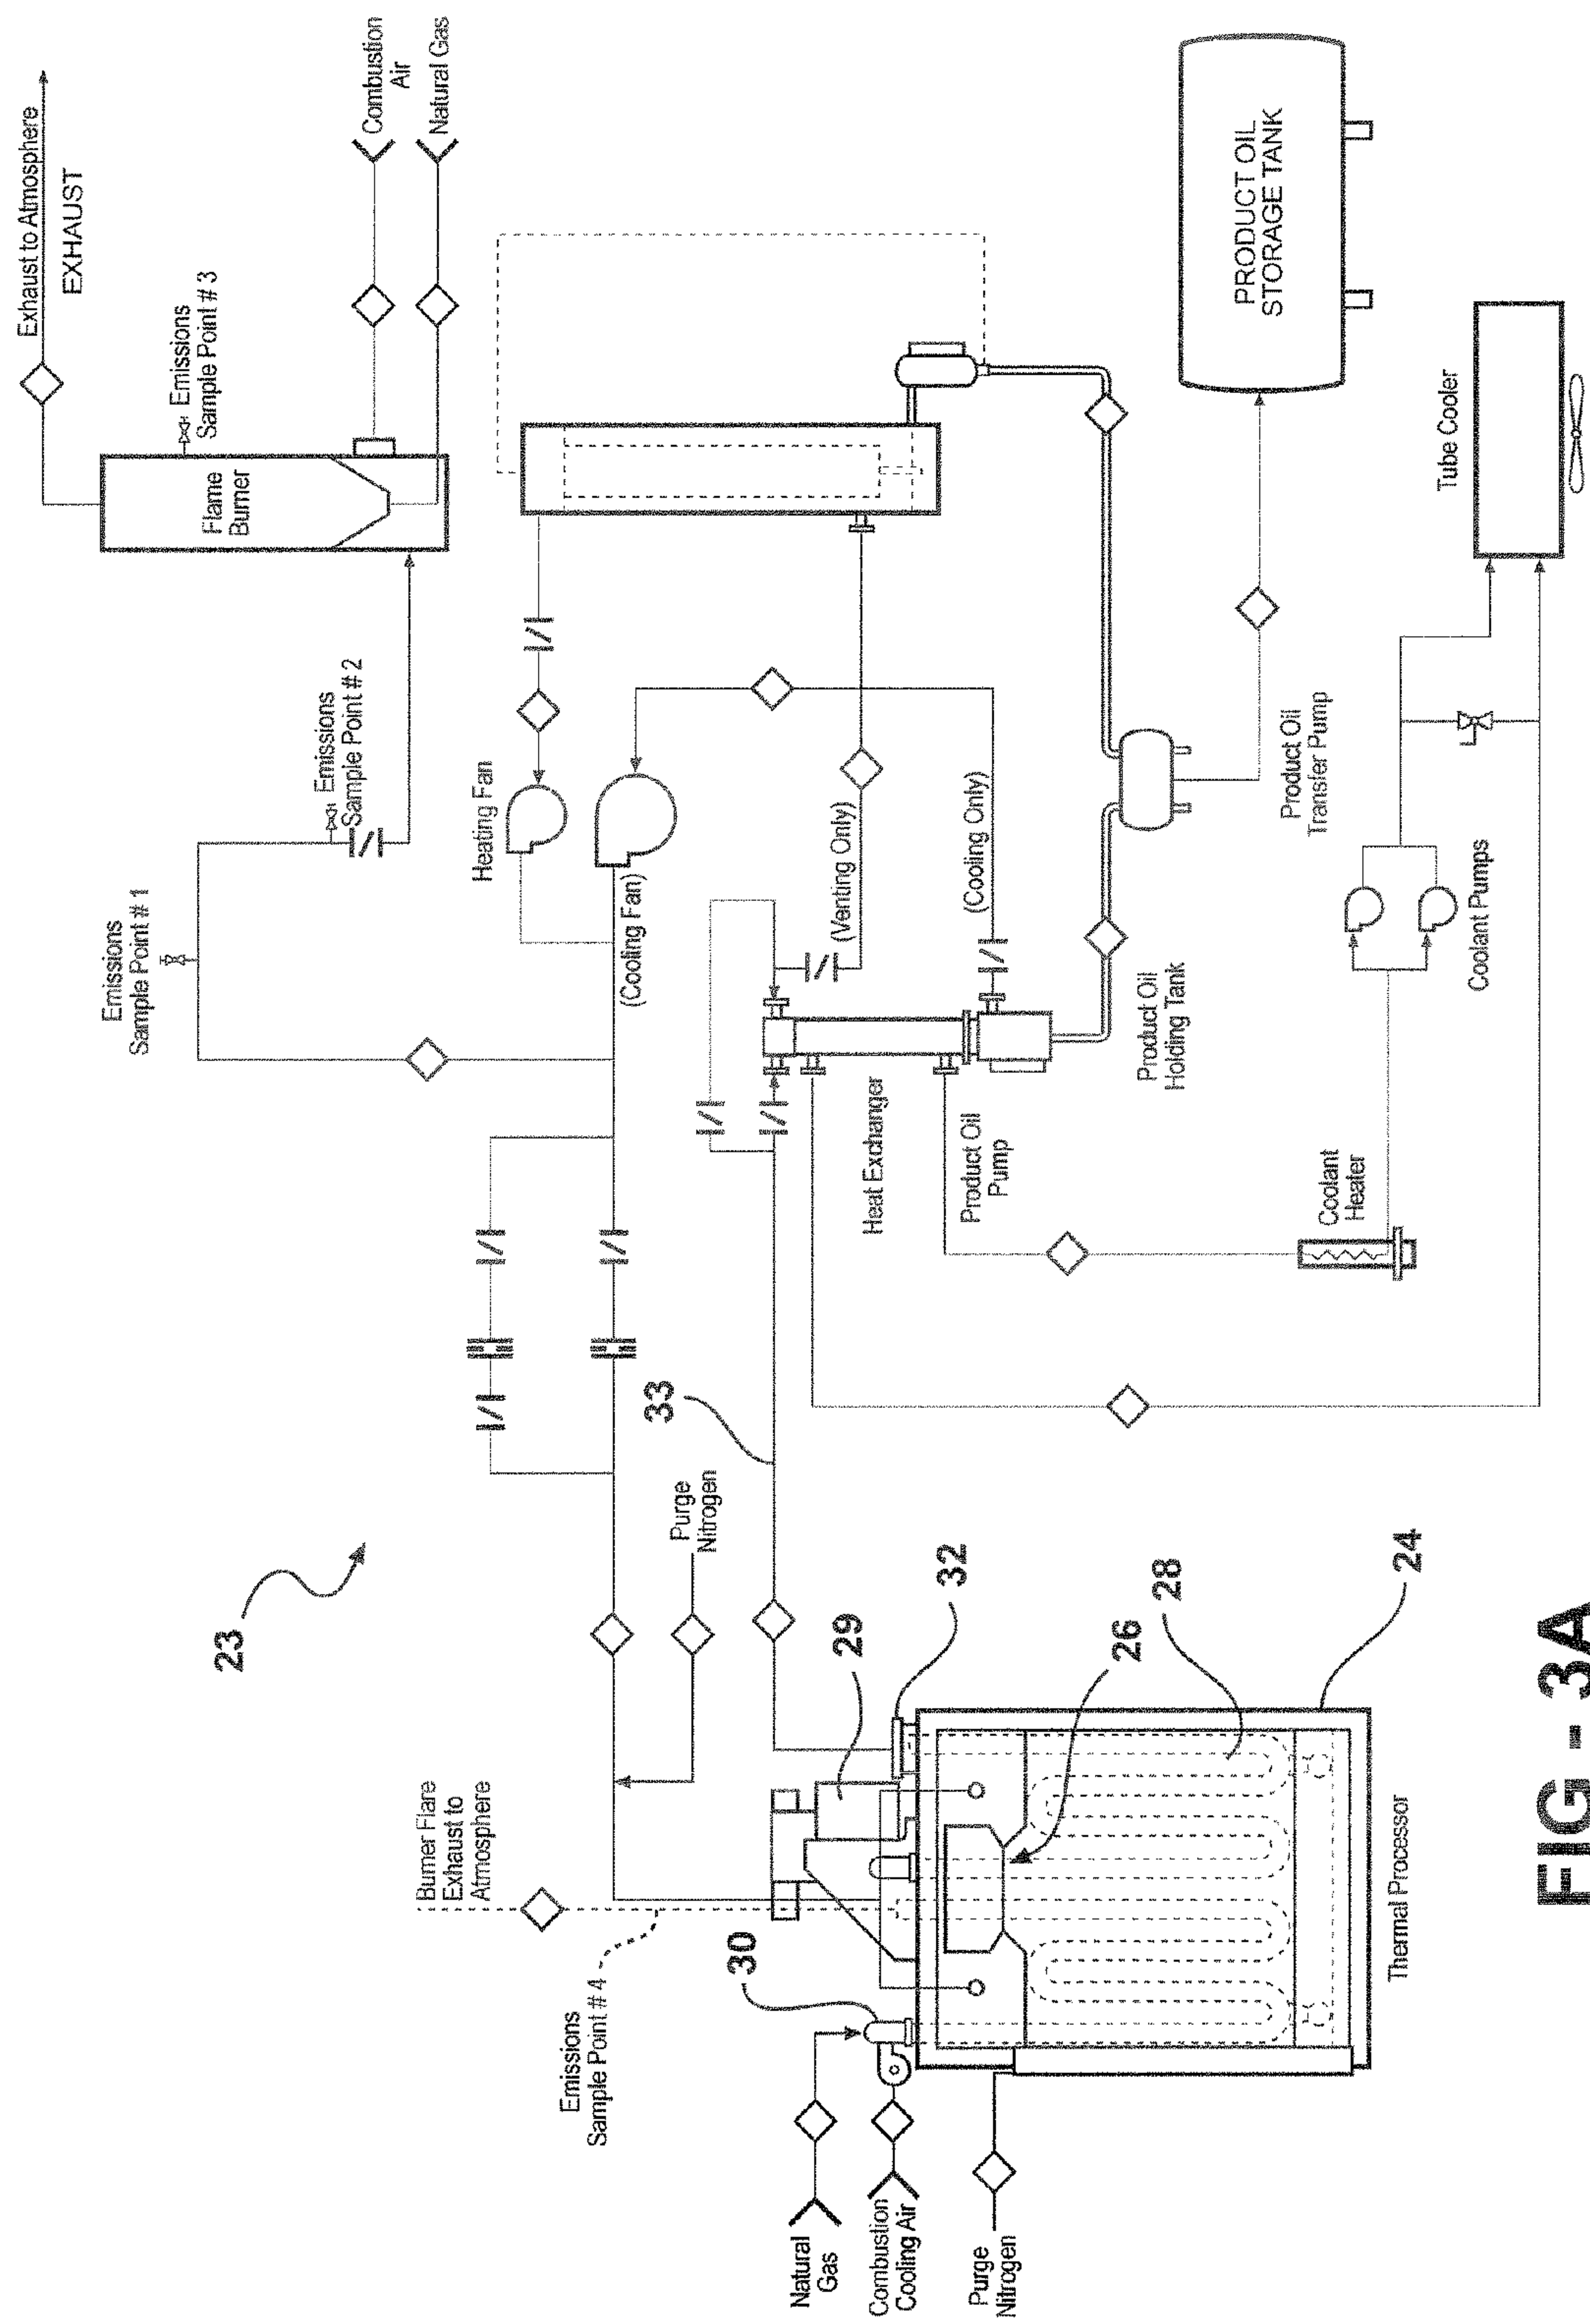 Exhaust to Atmosphere
EXHAUST
Combustion
Air
Natural Gas
Emissions
Sample Point # 3
Flame
Burner
Emissions
Sample Point # 2
Emissions
Sample Point # 1
Heating Fan
(Cooling Fan)
(Venting Only)
(Cooling Only)
PRODUCT OIL
STORAGE TANK
Tube Cooler
Product Oil
Transfer Pump
Coolant Pumps
Product Oil
Holding Tank
Heat Exchanger
Product Oil
Pump
Coolant
Heater
33
23
Purge
Nitrogen
Burner Flare
Exhaust to
Atmosphere
Emissions
Sample Point # 4
29
32
30
26
28
24
Natural
Gas
Combustion
Cooling Air
Purge
Nitrogen
Thermal Processor
FIG - 3A